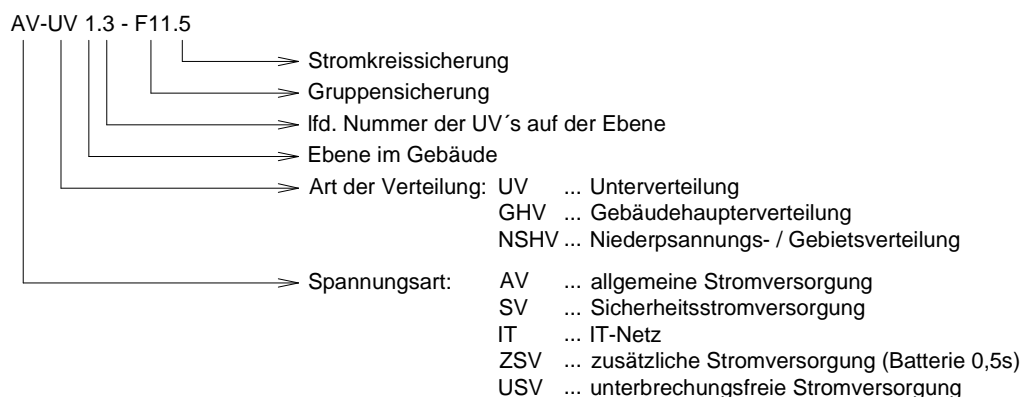 AV-UV 1.3 - F11.5
Stromkreissicherung
Gruppensicherung
lfd. Nummer der UV´s auf der Ebene
Ebene im Gebäude
Art der Verteilung: UV ... Unterverteilung
GHV ... Gebäudehaupterverteilung
NSHV ... Niederpsannungs- / Gebietsverteilung
Spannungsart: AV ... allgemeine Stromversorgung
SV ... Sicherheitsstromversorgung
IT ... IT-Netz
ZSV ... zusätzliche Stromversorgung (Batterie 0,5s)
USV ... unterbrechungsfreie Stromversorgung